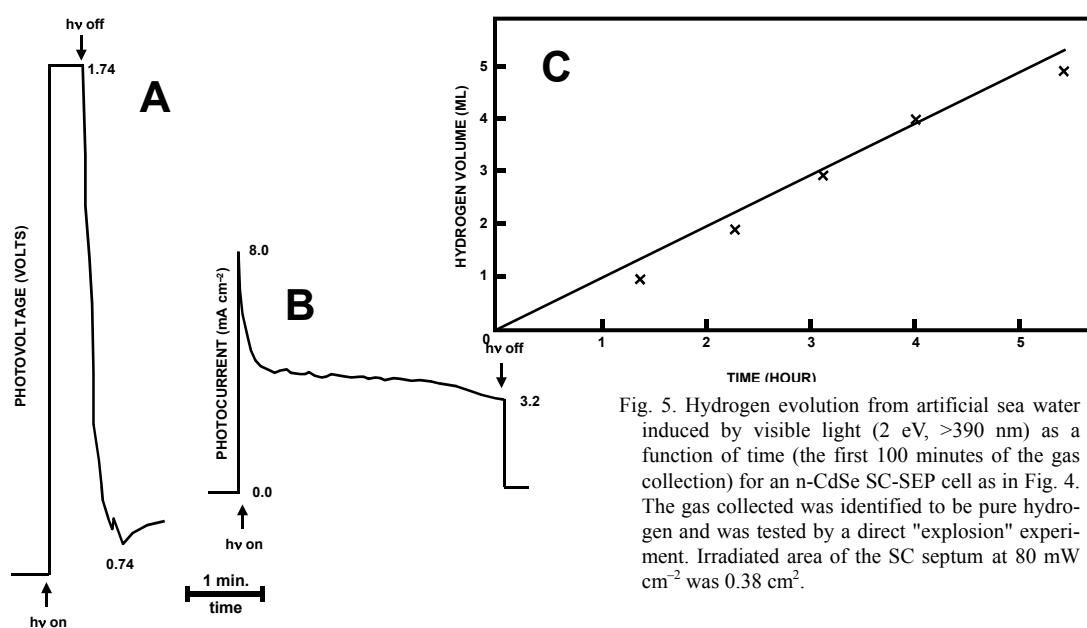 hν off
1.74
A
PHOTOVOLTAGE (VOLTS)
0.74
hν on
8.0
B
PHOTOCURRENT (mA cm⁻²)
0.0
hν on
hν off
3.2
1 min.
time
C
HYDROGEN VOLUME (ML)
5
4
3
2
1
0
1
2
3
4
5
TIME (HOUR)
Fig. 5. Hydrogen evolution from artificial sea water
induced by visible light (2 eV, >390 nm) as a
function of time (the first 100 minutes of the gas
collection) for an n-CdSe SC-SEP cell as in Fig. 4.
The gas collected was identified to be pure hydro-
gen and was tested by a direct "explosion" experi-
ment. Irradiated area of the SC septum at 80 mW
cm⁻² was 0.38 cm².